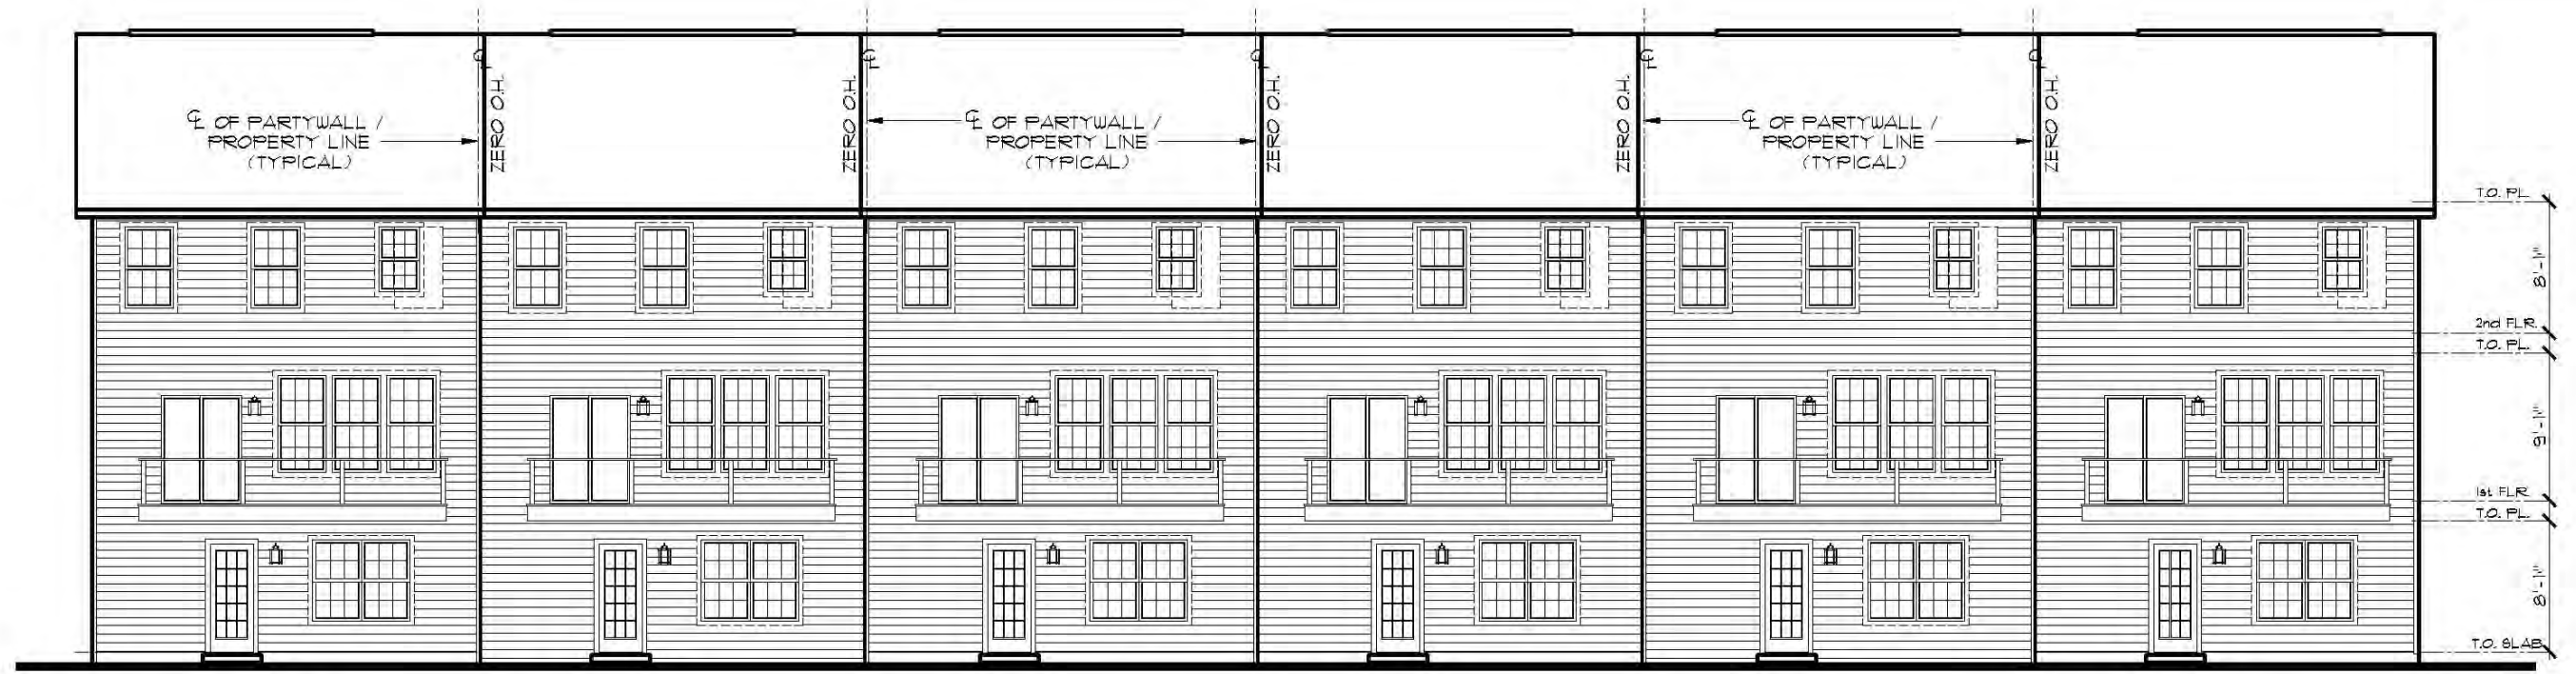 ℄ OF PARTYWALL /
PROPERTY LINE
(TYPICAL)
℄
ZERO O.H.
ZERO O.H.
℄
℄ OF PARTYWALL /
PROPERTY LINE
(TYPICAL)
℄
ZERO O.H.
ZERO O.H.
℄
℄ OF PARTYWALL /
PROPERTY LINE
(TYPICAL)
℄
ZERO O.H.
T.O. PL.
8'-1"
2nd FLR.
T.O. PL.
9'-1"
1st FLR.
T.O. PL.
8'-1"
T.O. SLAB